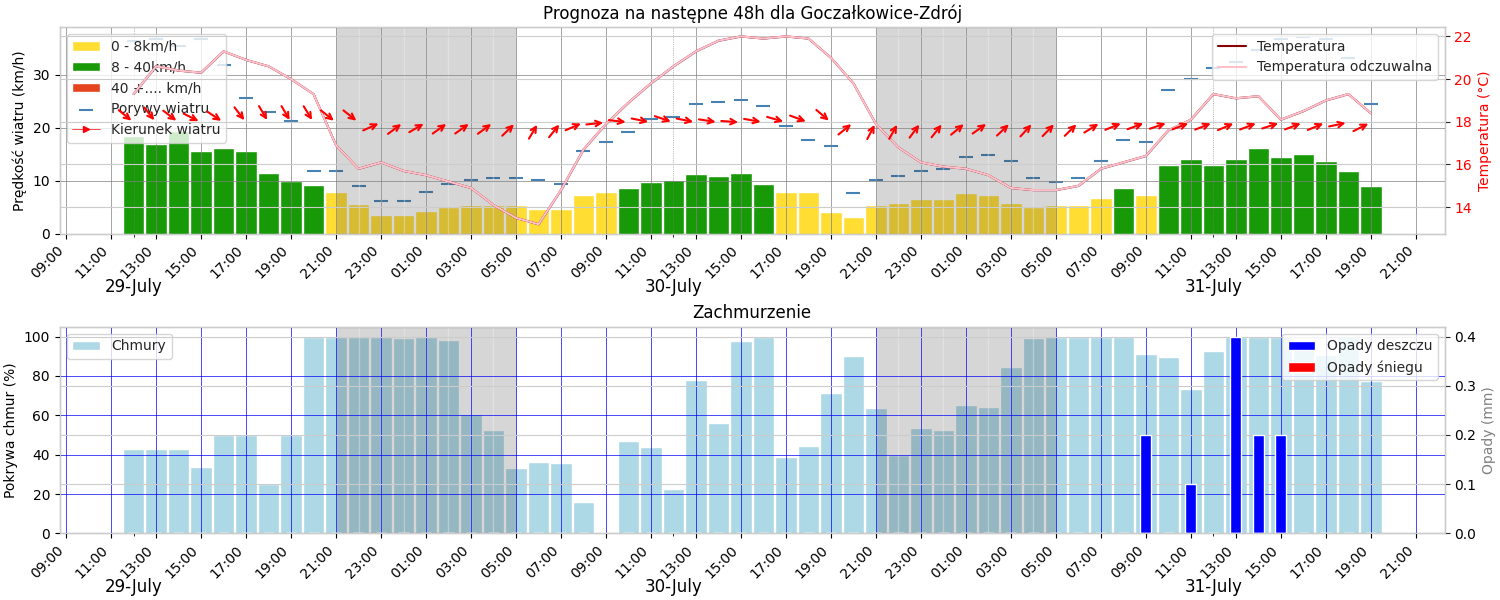 Prognoza na następne 48h dla Goczałkowice-Zdrój
Prędkość wiatru (km/h)
30
20
10
0
0 - 8km/h
8 - 40km/h
40 +.... km/h
Porywy wiatru
Kierunek wiatru
Temperatura
Temperatura odczuwalna
22
20
18
16
14
Temperatura (°C)
09:00 11:00 13:00 15:00 17:00 19:00 21:00 23:00 01:00 03:00 05:00 07:00 09:00 11:00 13:00 15:00 17:00 19:00 21:00 23:00 01:00 03:00 05:00 07:00 09:00 11:00 13:00 15:00 17:00 19:00 21:00
29-July 30-July 31-July
Zachmurzenie
Pokrywa chmur (%)
100
80
60
40
20
0
Chmury
Opady deszczu
Opady śniegu
0.4
0.3
0.2
0.1
0.0
Opady (mm)
09:00 11:00 13:00 15:00 17:00 19:00 21:00 23:00 01:00 03:00 05:00 07:00 09:00 11:00 13:00 15:00 17:00 19:00 21:00 23:00 01:00 03:00 05:00 07:00 09:00 11:00 13:00 15:00 17:00 19:00 21:00
29-July 30-July 31-July